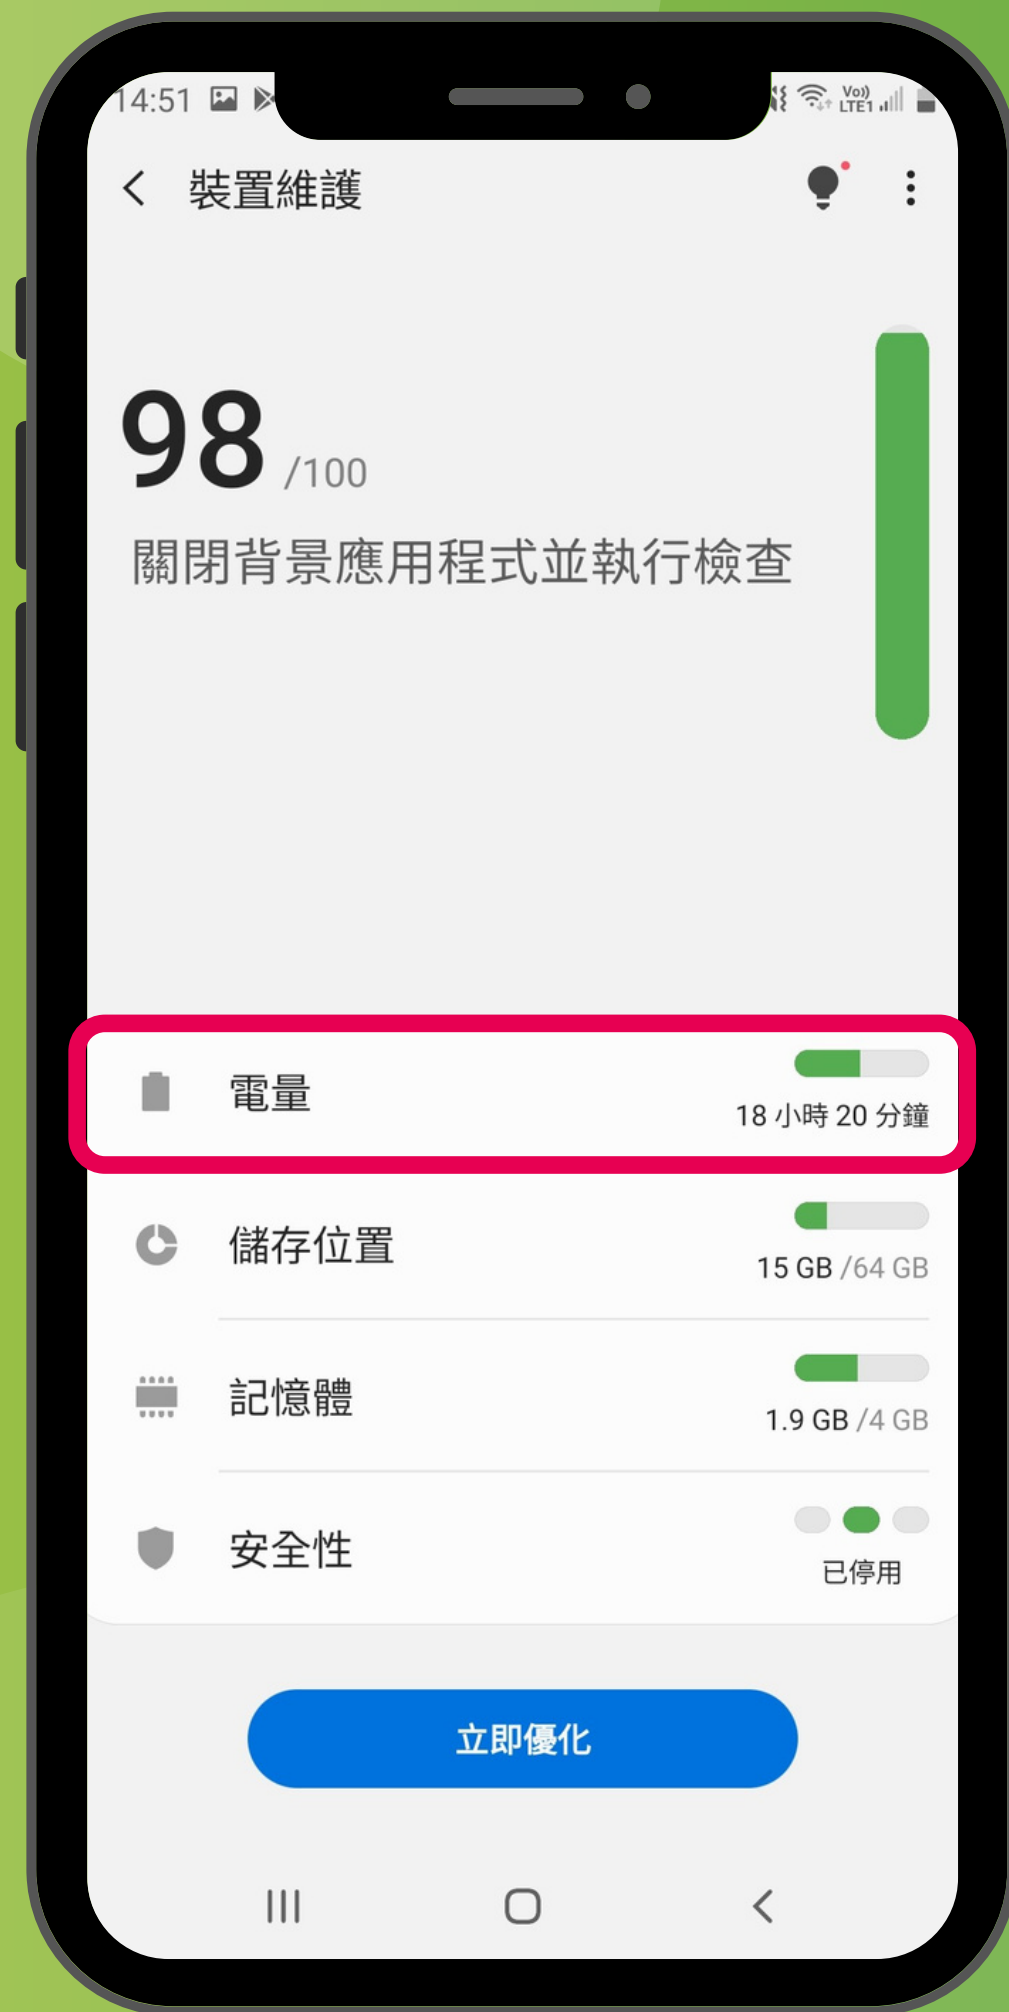 14:51
Vo))
LTE1
裝置維護
98 /100
關閉背景應用程式並執行檢查
電量
18 小時 20 分鐘
儲存位置
15 GB /64 GB
記憶體
1.9 GB /4 GB
安全性
已停用
立即優化